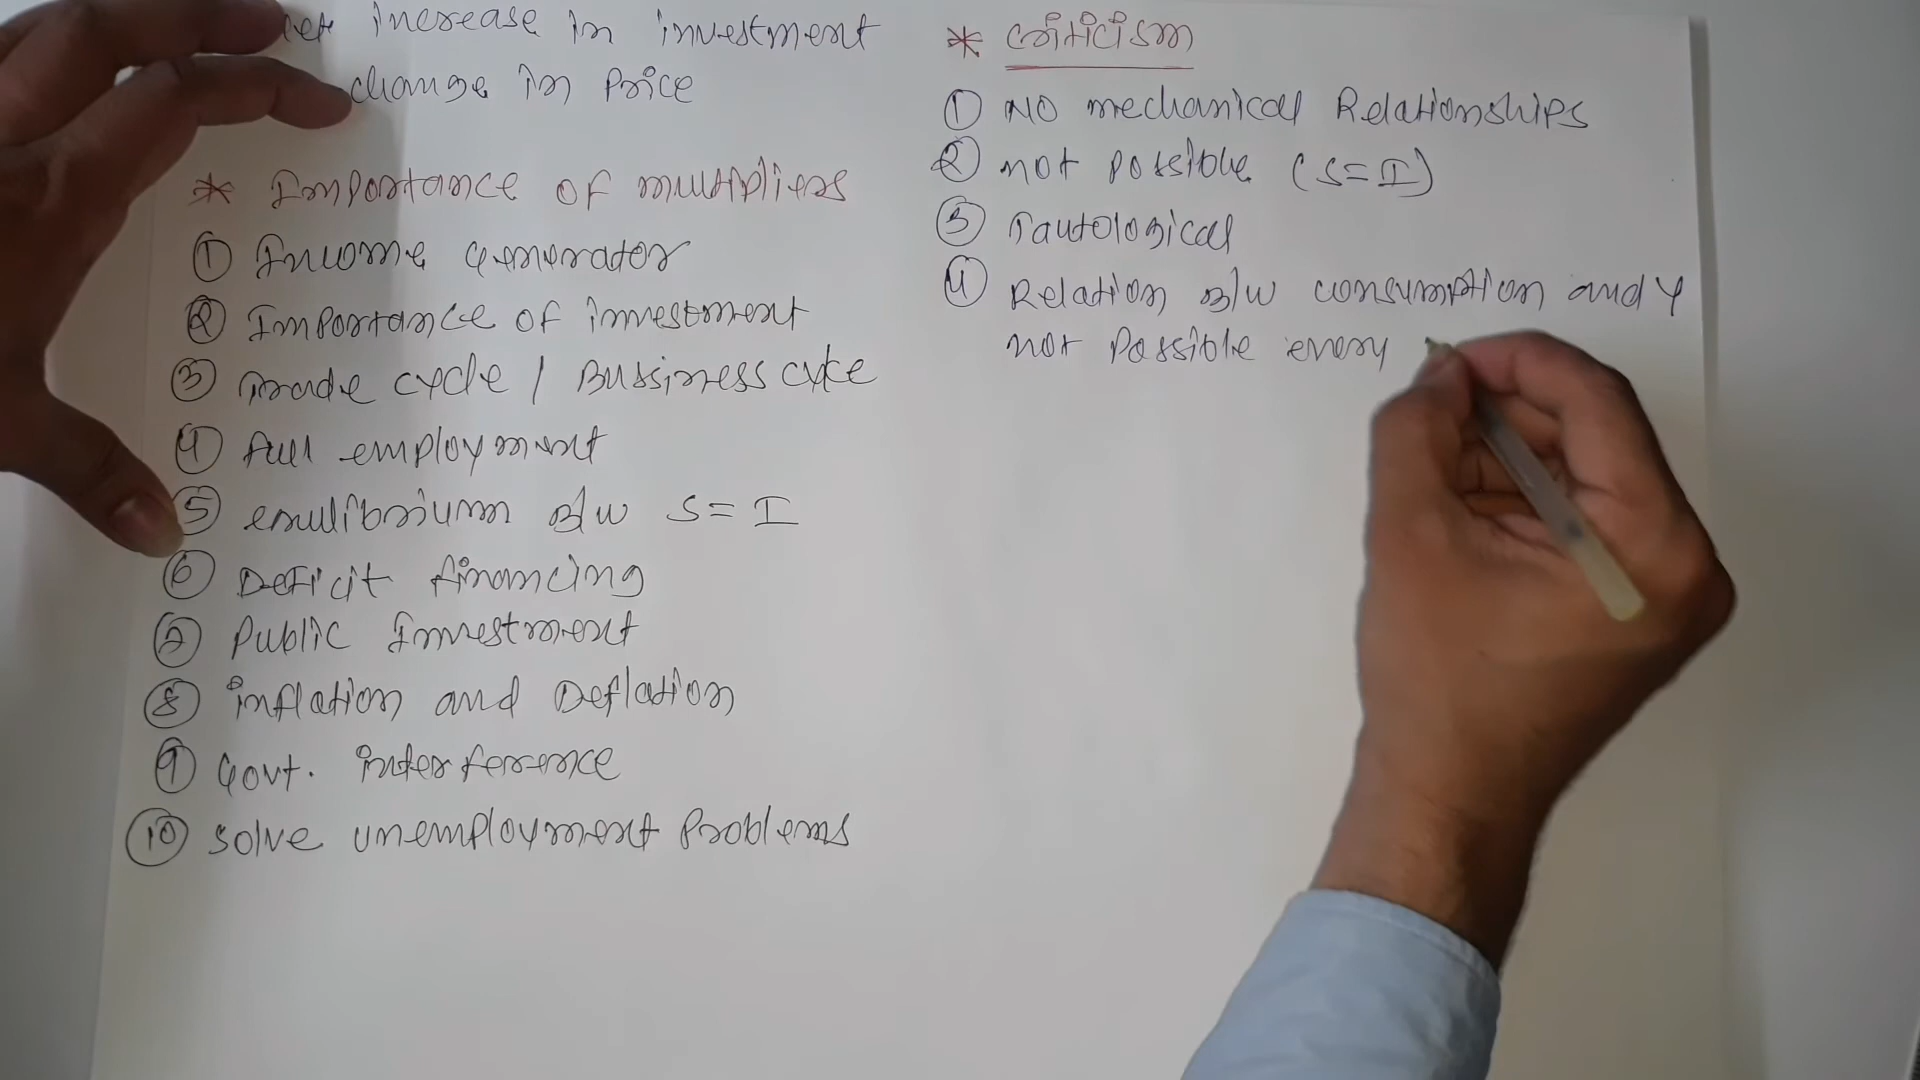 increase in investment
change in Price
* Importance of multipliers
① Income generator
② Importance of investment
③ Trade cycle / Bussiness cycle
④ full employment
⑤ equilibrium b/w S = I
⑥ Deficit financing
⑦ Public Investment
⑧ inflation and Deflation
⑨ Govt. interference
⑩ Solve unemployment Problems
* criticism
① NO mechanical Relationships
② not possible (S = I)
③ Tautological
④ Relation b/w consumption and y
not Possible every